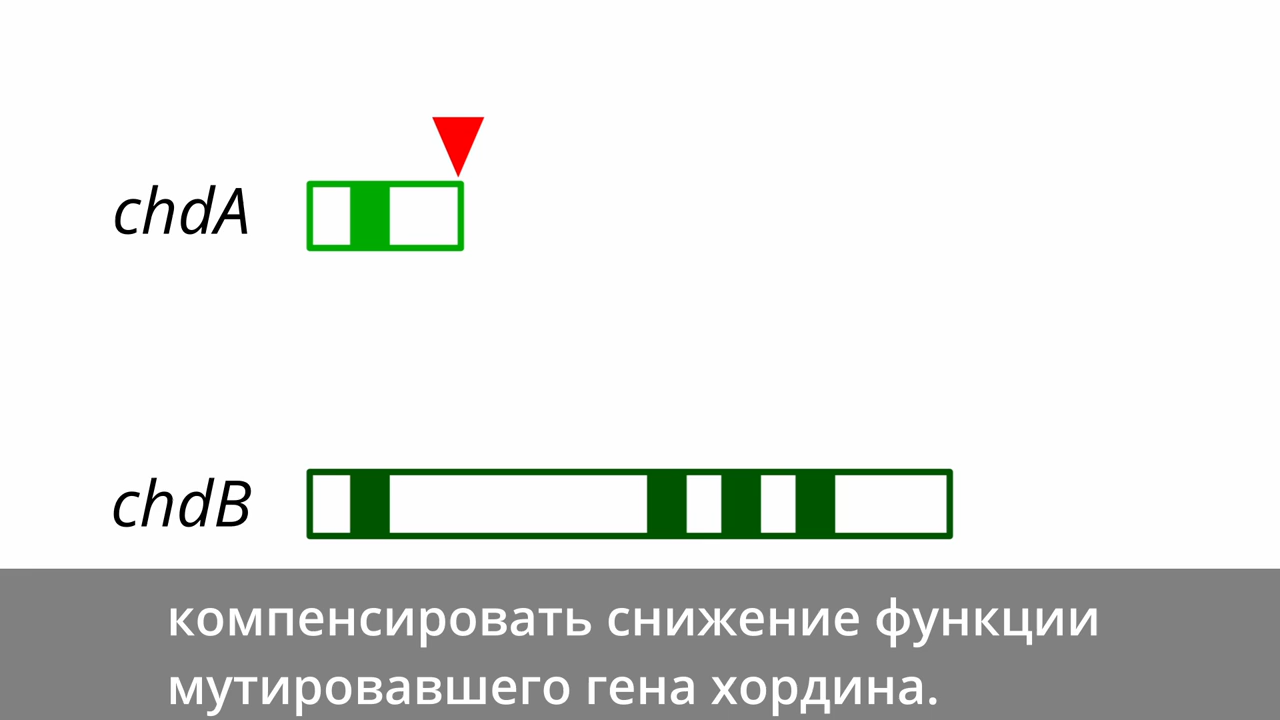 chdA
chdB
компенсировать снижение функции
мутировавшего гена хордина.